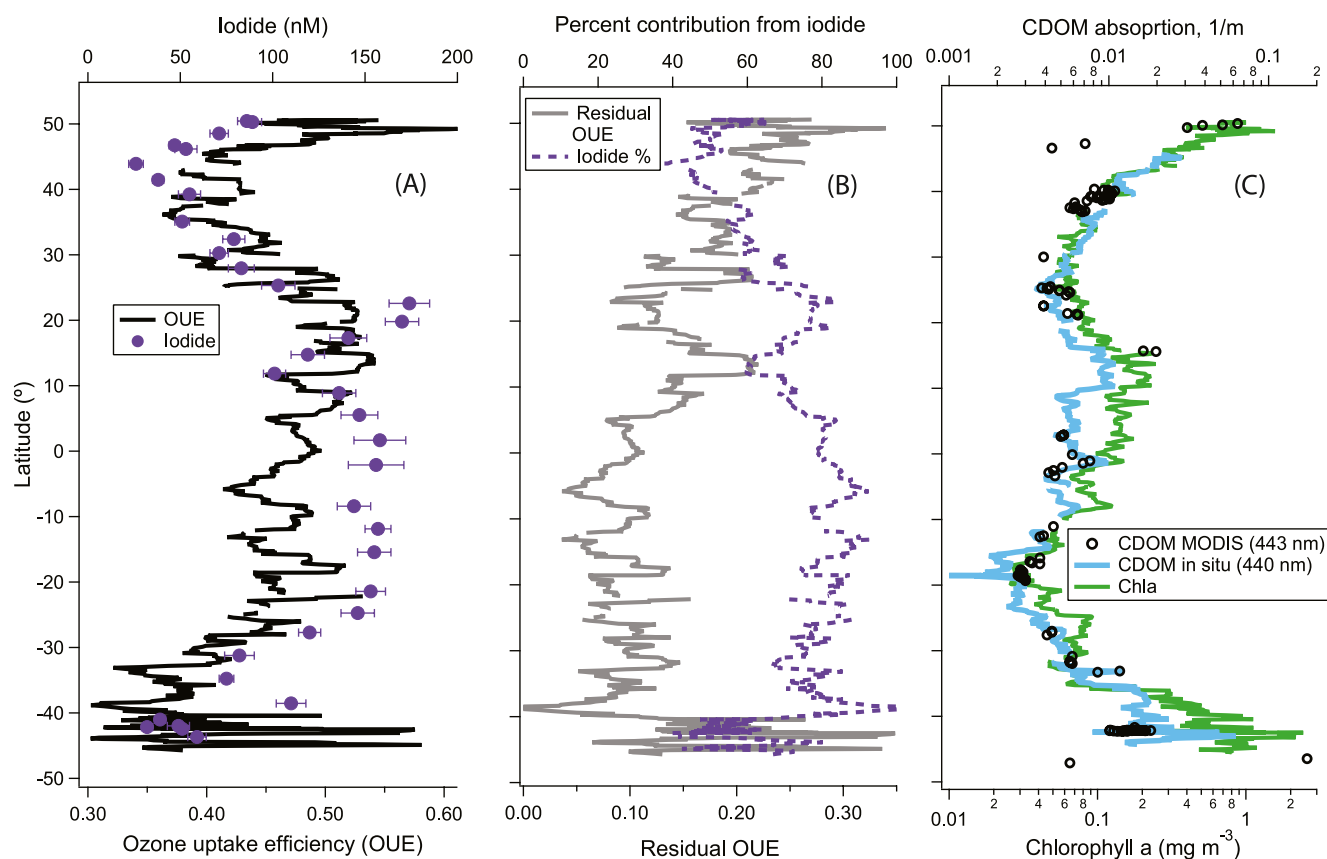 Iodide (nM)
0 50 100 150 200
Percent contribution from iodide
0 20 40 60 80 100
CDOM absoprtion, 1/m
0.001 2 4 6 8 0.01 2 4 6 8 0.1 2
Latitude (º)
50
40
30
20
10
0
-10
-20
-30
-40
-50
OUE
Iodide
(A)
Residual
OUE
Iodide %
(B)
(C)
CDOM MODIS (443 nm)
CDOM in situ (440 nm)
Chla
0.30 0.40 0.50 0.60
Ozone uptake efficiency (OUE)
0.00 0.10 0.20 0.30
Residual OUE
0.01 2 4 6 8 0.1 2 4 6 8 1 2
Chlorophyll a (mg m⁻³)